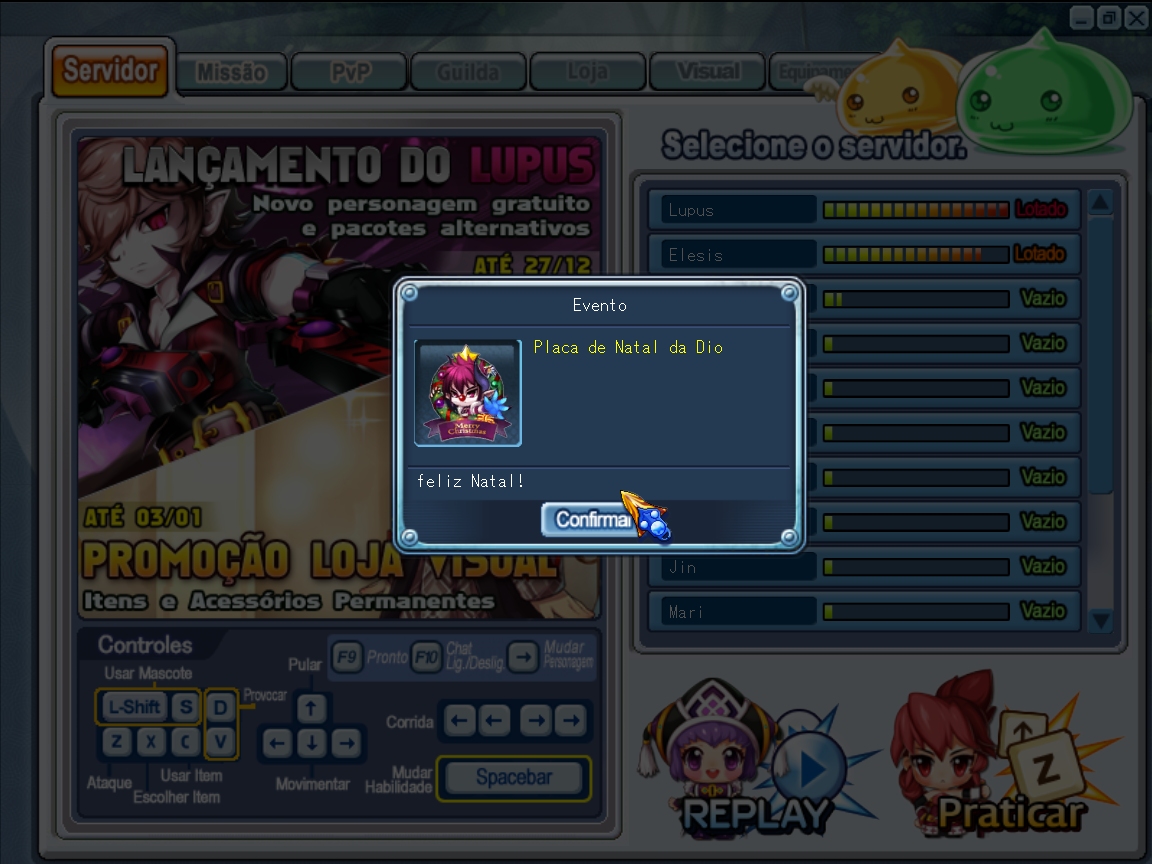 Servidor
Missão
PvP
Guilda
Loja
Visual
Equipame
LANÇAMENTO DO LUPUS
Novo personagem gratuito
e pacotes alternativos
ATÉ 27/12
ATÉ 03/01
PROMOÇÃO LOJA VISUAL
Itens e Acessórios Permanentes
Selecione o servidor.
Lupus
Lotado
Elesis
Lotado
Vazio
Vazio
Vazio
Vazio
Vazio
Vazio
Jin
Vazio
Mari
Vazio
Evento
Placa de Natal da Dio
Merry
Christmas
feliz Natal!
Confirmar
Controles
Usar Mascote
L-Shift
S
D
Provocar
Z
X
C
V
Ataque
Usar Item
Escolher Item
Pular
Movimentar
F9
Pronto
F10
Chat
Lig./Deslig.
Mudar
Personagem
Corrida
Mudar
Habilidade
Spacebar
REPLAY
Z
Praticar